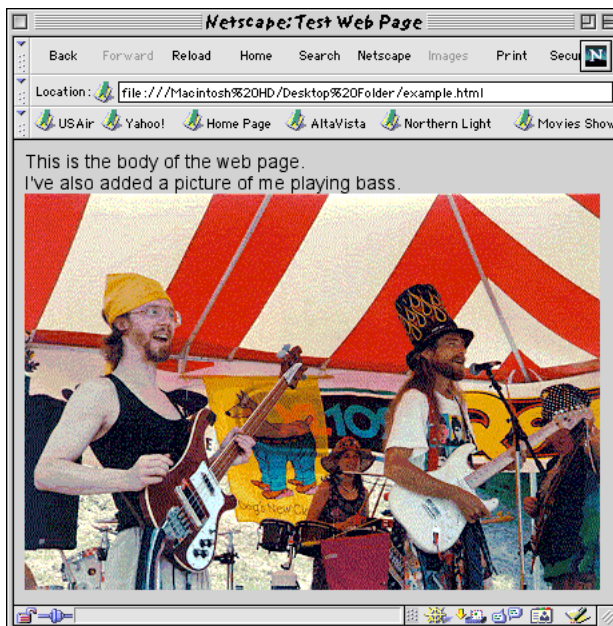 Netscape: Test Web Page
Back Forward Reload Home Search Netscape Images Print Secu N
Location: file:///Macintosh%20HD/Desktop%20Folder/example.html
USAir Yahoo! Home Page AltaVista Northern Light Movies Show
This is the body of the web page.
I've also added a picture of me playing bass.